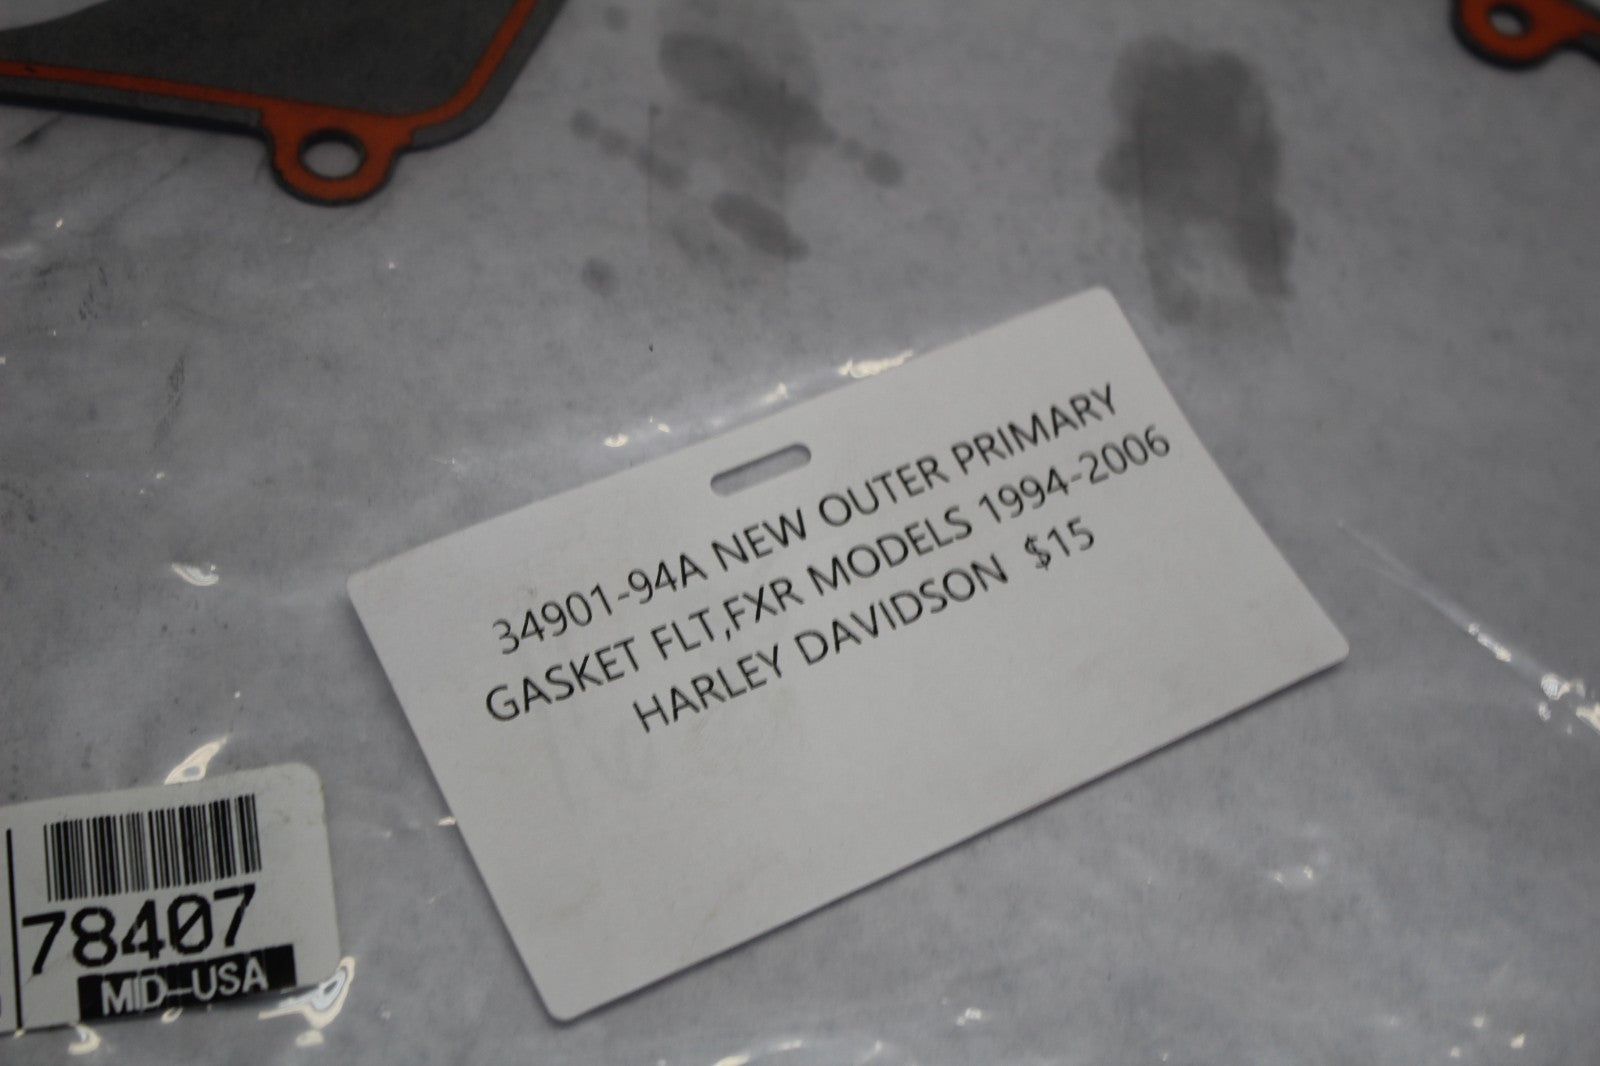 34901-94A NEW OUTER PRIMARY
GASKET FLT,FXR MODELS 1994-2006
HARLEY DAVIDSON $15
78407
MID-USA